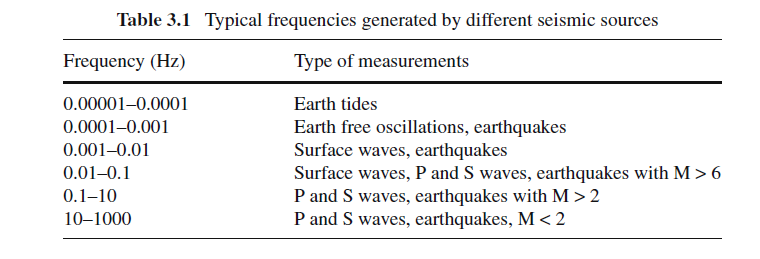 Table 3.1 Typical frequencies generated by different seismic sources
Frequency (Hz) Type of measurements
0.00001–0.0001 Earth tides
0.0001–0.001 Earth free oscillations, earthquakes
0.001–0.01 Surface waves, earthquakes
0.01–0.1 Surface waves, P and S waves, earthquakes with M > 6
0.1–10 P and S waves, earthquakes with M > 2
10–1000 P and S waves, earthquakes, M < 2